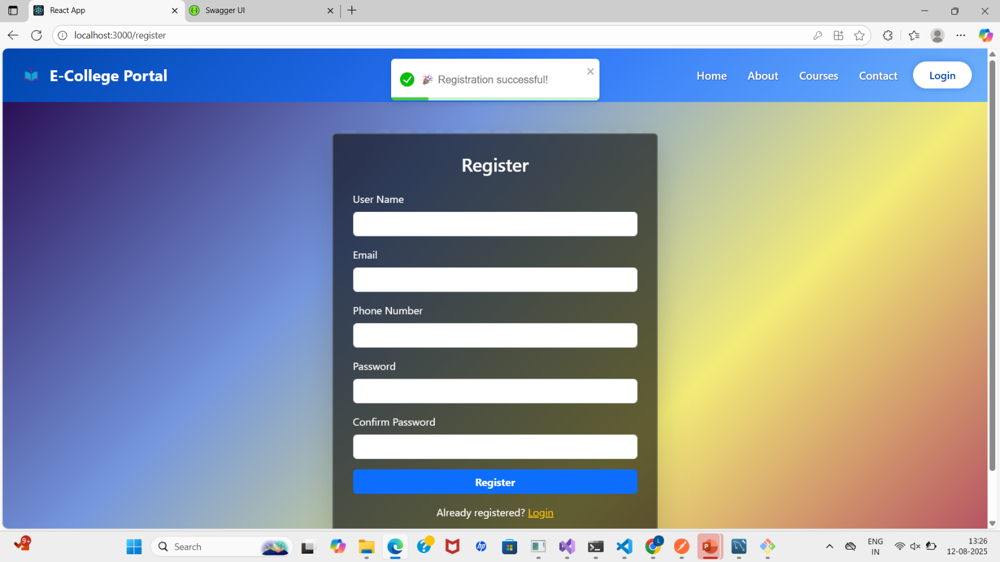 React App
Swagger UI
localhost:3000/register
E-College Portal
🎉 Registration successful!
Home
About
Courses
Contact
Login
Register
User Name
Email
Phone Number
Password
Confirm Password
Register
Already registered? Login
9+
Search
hp
L
ENG
IN
13:26
12-08-2025